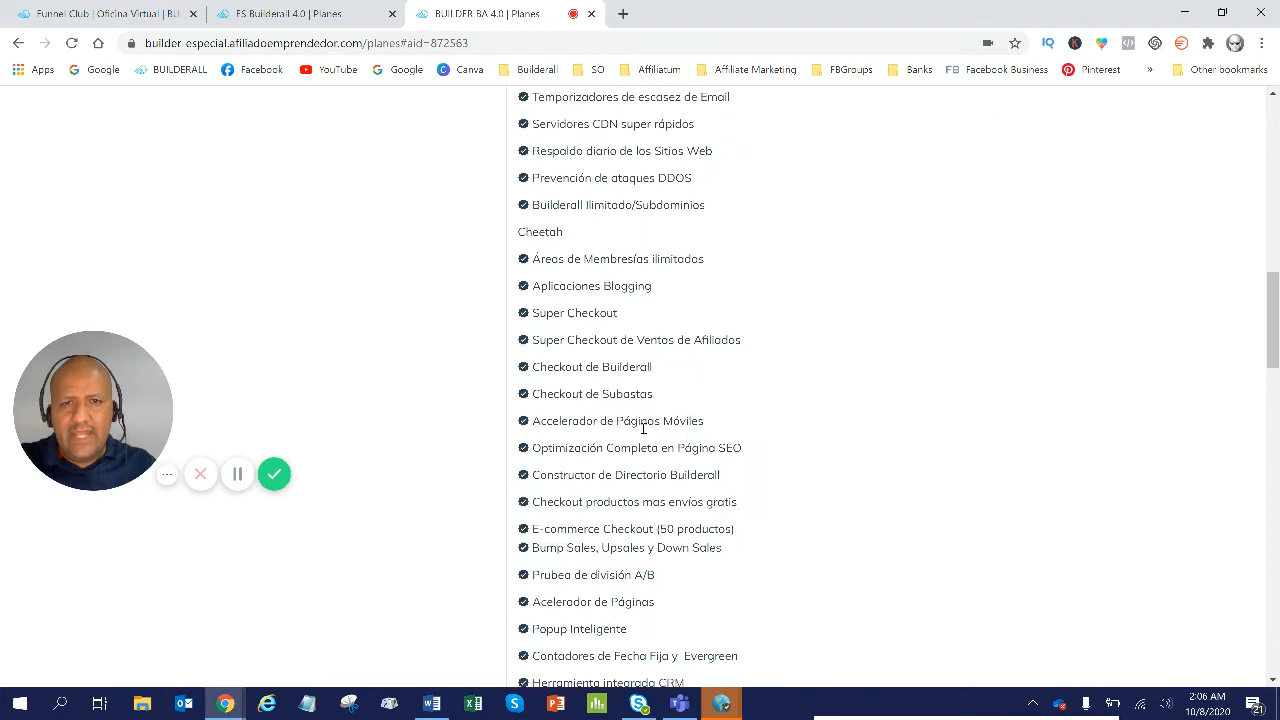 Funnel Club | Oficina Virtual | BU
ES Builderall 4.0 | Planes
BUILDER BA 4.0 | Planes
builder-especial.afiliadoemprendedor.com/planes#aid=872563
Apps
Google
BUILDERALL
Facebook
YouTube
Google
Canva
Builderall
SO
Affiliatum
Affiliate Marketing
FBGroups
Banks
Facebook Business
Pinterest
»
Other bookmarks
Temporizadores de escasez de Email
Servidores CDN super rápidos
Respaldo diario de los Sitios Web
Prevención de ataques DDOS
Builderall Ilimitado/Subdominios
Cheetah
Áreas de Membresías ilimitados
Aplicaciones Blogging
Super Checkout
Super Checkout de Ventas de Afiliados
Checkout de Builderall
Checkout de Subastas
Accelerador de Páginas Móviles
Optimización Completa en Página SEO
Constructor de Directorio Builderall
Checkout productos mas envíos gratis
E-commerce Checkout (50 productos)
Bump Sales, Upsales y Down Sales
Prubea de división A/B
Acelerador de Páginas
Popup Inteligente
Contadores de Fecha Fija y Evergreen
Herramienta integrada CRM
2:06 AM
10/8/2020